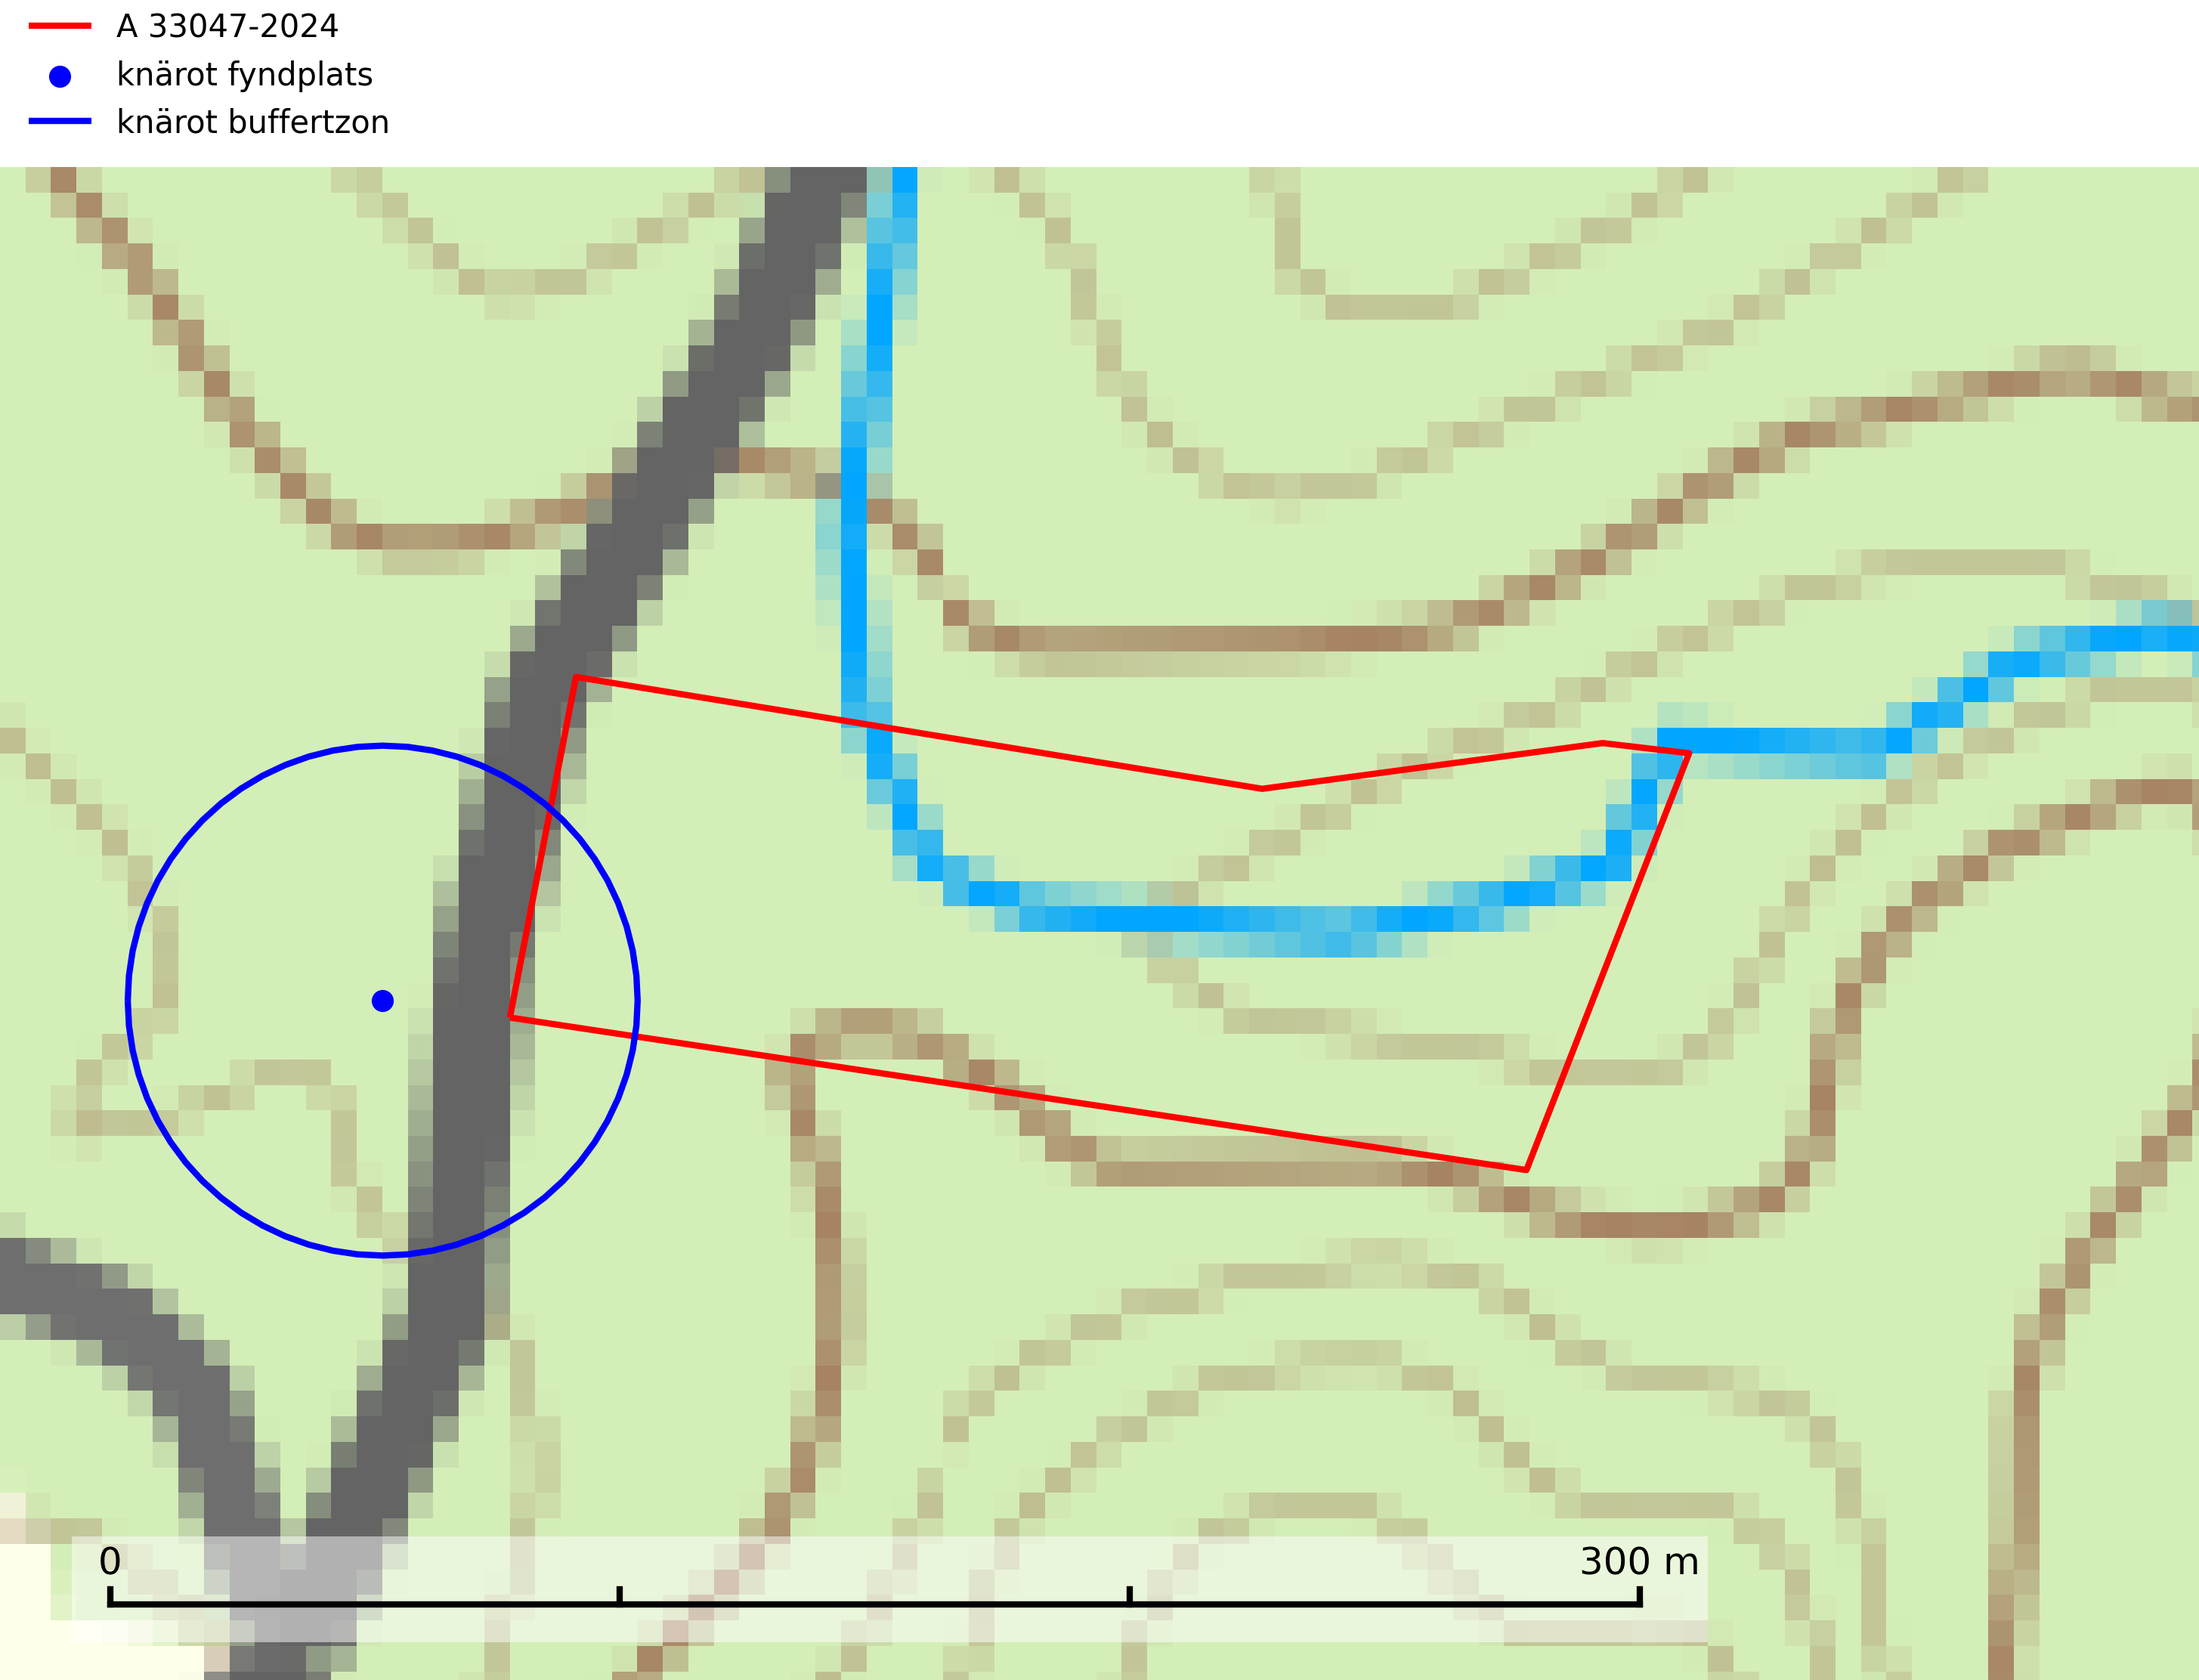 A 33047-2024
knärot fyndplats
knärot buffertzon
0 300 m